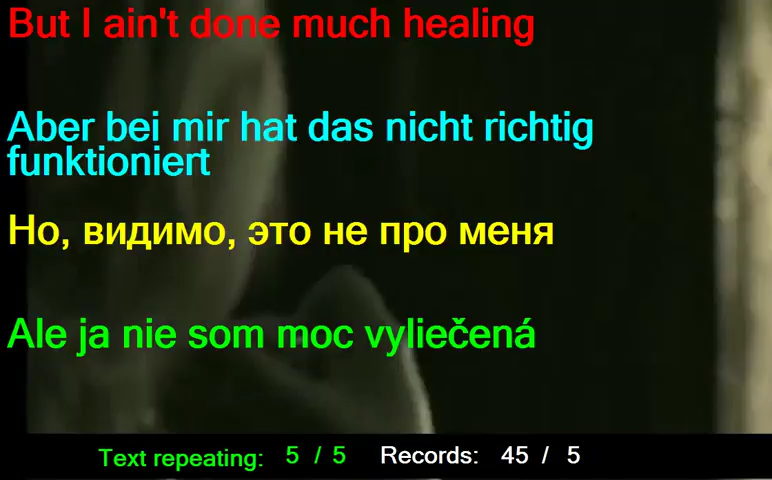 But I ain't done much healing
Aber bei mir hat das nicht richtig
funktioniert
Но, видимо, это не про меня
Ale ja nie som moc vyliečená
Text repeating: 5 / 5 Records: 45 / 5